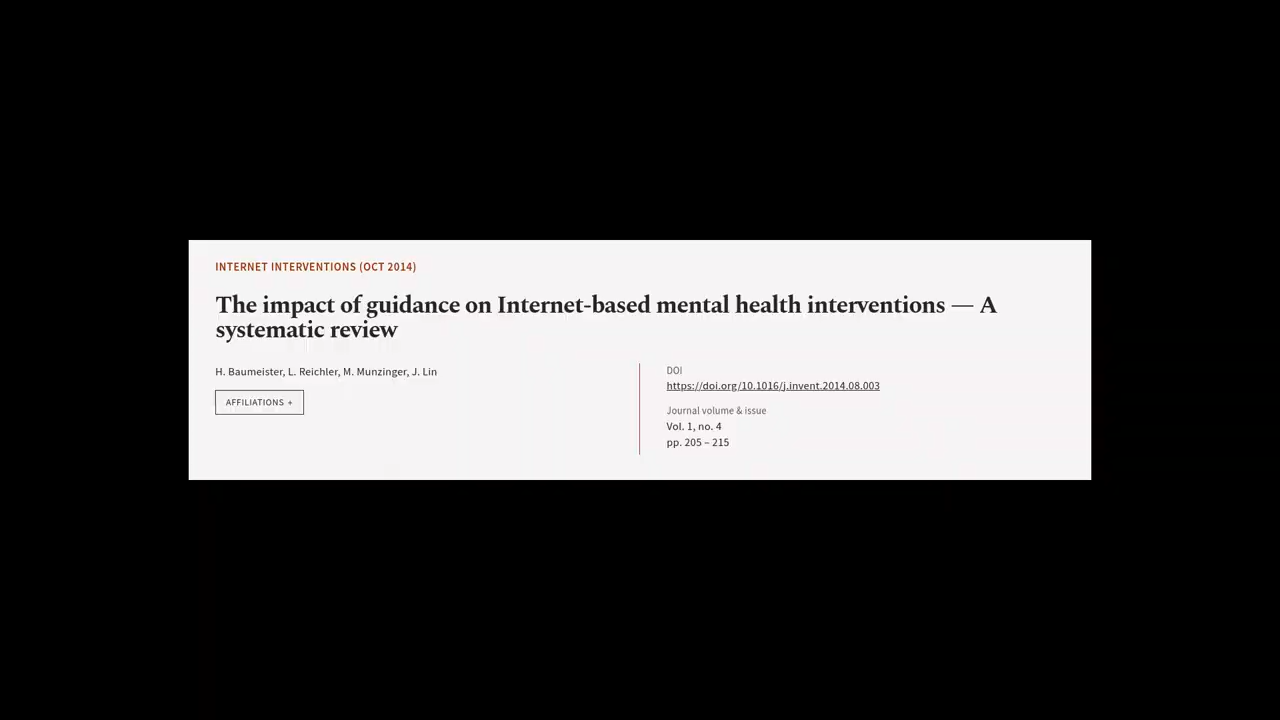 INTERNET INTERVENTIONS (OCT 2014)
The impact of guidance on Internet-based mental health interventions — A
systematic review
H. Baumeister, L. Reichler, M. Munzinger, J. Lin
AFFILIATIONS +
DOI
https://doi.org/10.1016/j.invent.2014.08.003
Journal volume & issue
Vol. 1, no. 4
pp. 205 – 215